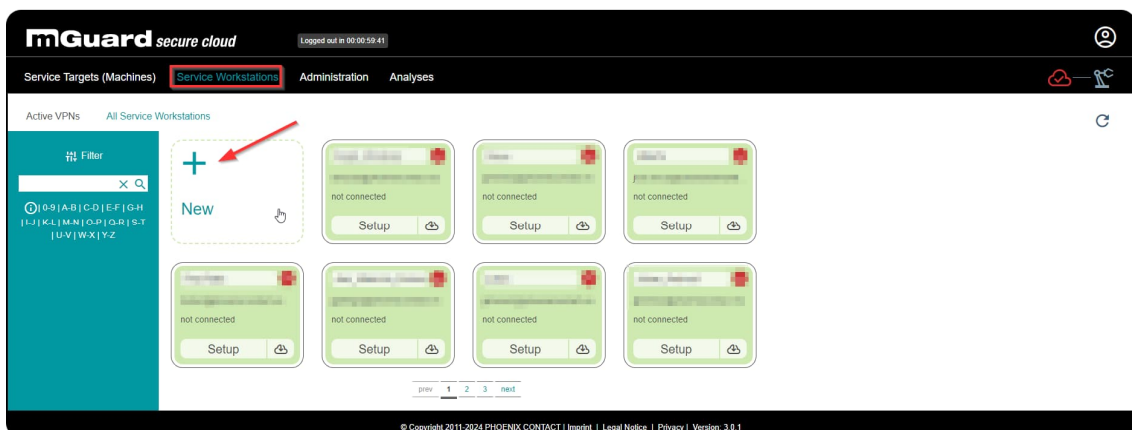 mGuard secure cloud
Logged out in 00:00:59:41
Service Targets (Machines) Service Workstations Administration Analyses
Active VPNs All Service Workstations
Filter
0-9 | A-B | C-D | E-F | G-H
| I-J | K-L | M-N | O-P | Q-R | S-T
| U-V | W-X | Y-Z
New
not connected
Setup
not connected
Setup
not connected
Setup
not connected
Setup
not connected
Setup
not connected
Setup
not connected
Setup
prev 1 2 3 next
© Copyright 2011-2024 PHOENIX CONTACT | Imprint | Legal Notice | Privacy | Version: 3.0.1